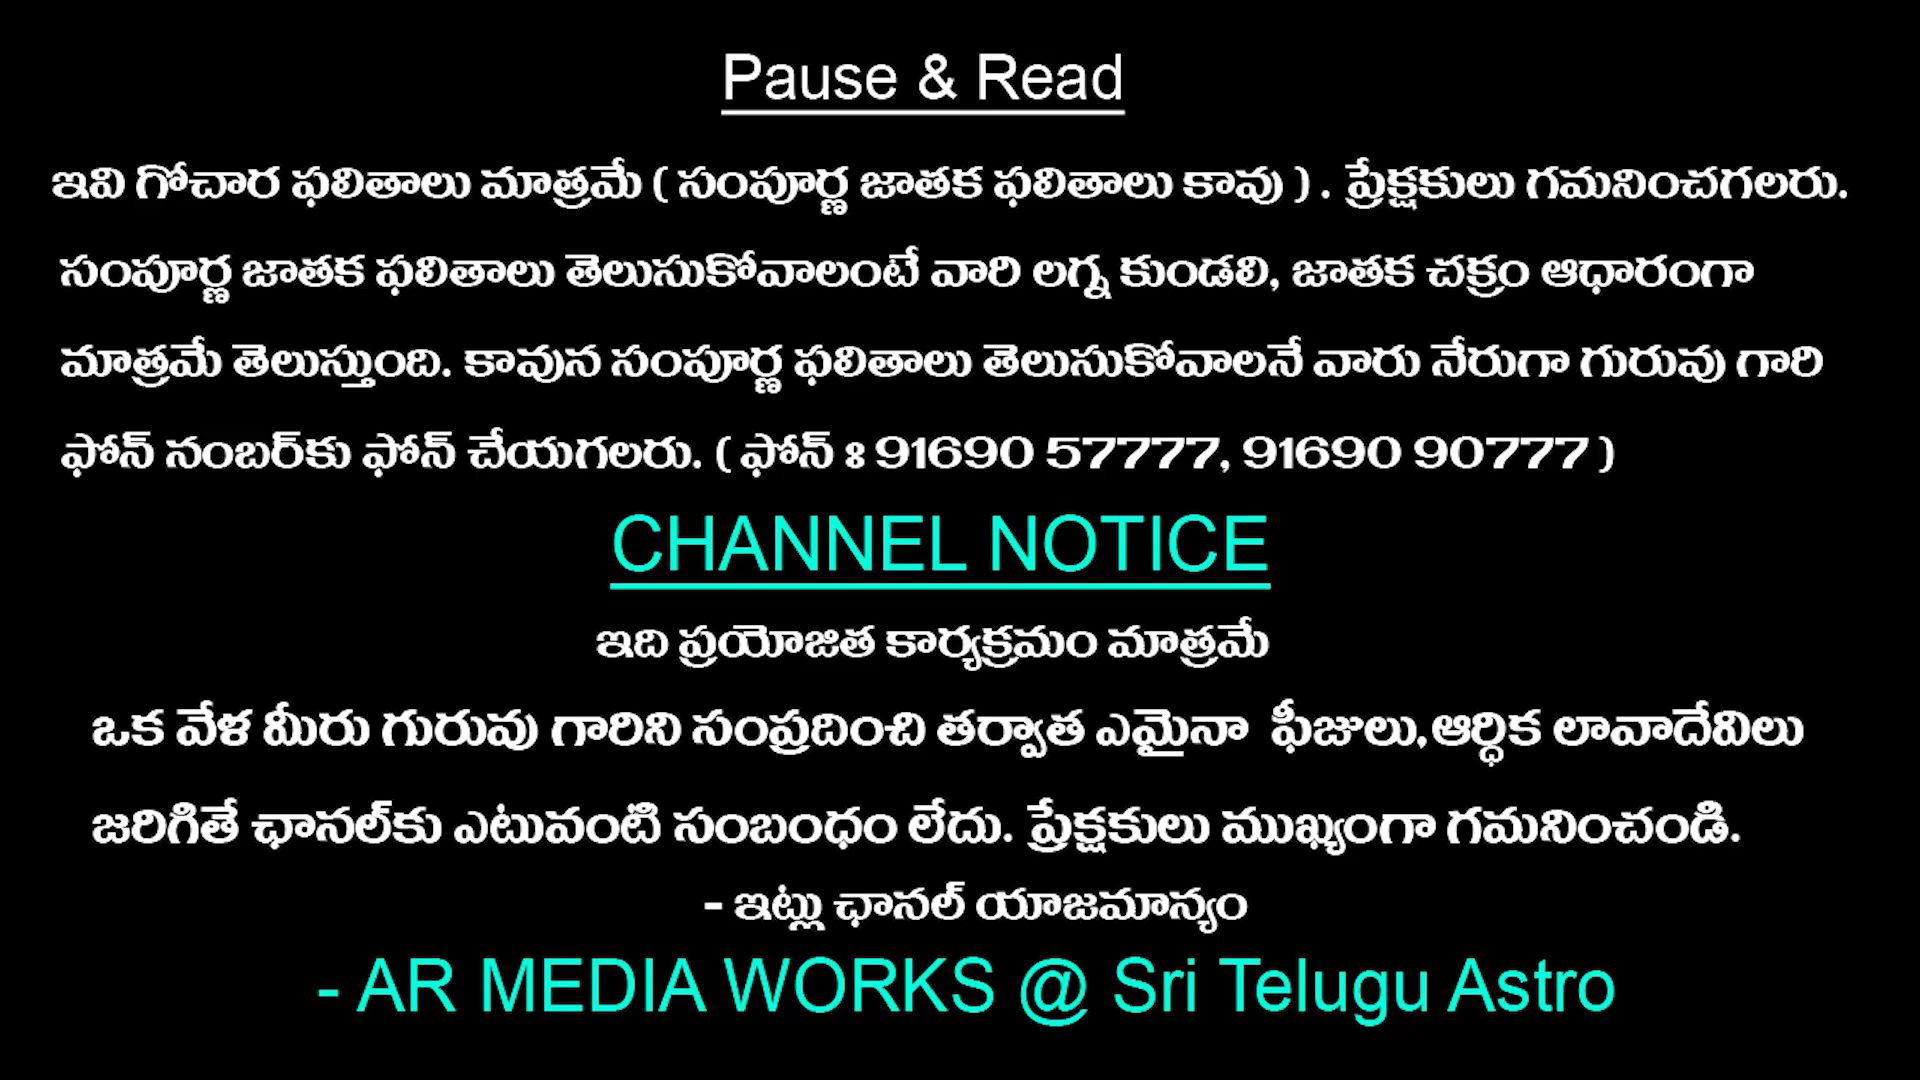 Pause & Read
ఇవి గోచార ఫలితాలు మాత్రమే ( సంపూర్ణ జాతక ఫలితాలు కావు ) . ప్రేక్షకులు గమనించగలరు.
సంపూర్ణ జాతక ఫలితాలు తెలుసుకోవాలంటే వారి లగ్న కుండలి, జాతక చక్రం ఆధారంగా
మాత్రమే తెలుస్తుంది. కావున సంపూర్ణ ఫలితాలు తెలుసుకోవాలనే వారు నేరుగా గురువు గారి
ఫోన్ నంబర్‌కు ఫోన్ చేయగలరు. ( ఫోన్ ః 91690 57777, 91690 90777 )
CHANNEL NOTICE
ఇది ప్రయోజిత కార్యక్రమం మాత్రమే
ఒక వేళ మీరు గురువు గారిని సంప్రదించి తర్వాత ఎమైనా ఫీజులు,ఆర్ధిక లావాదేవిలు
జరిగితే ఛానల్‌కు ఎటువంటి సంబంధం లేదు. ప్రేక్షకులు ముఖ్యంగా గమనించండి.
- ఇట్లు ఛానల్ యాజమాన్యం
- AR MEDIA WORKS @ Sri Telugu Astro